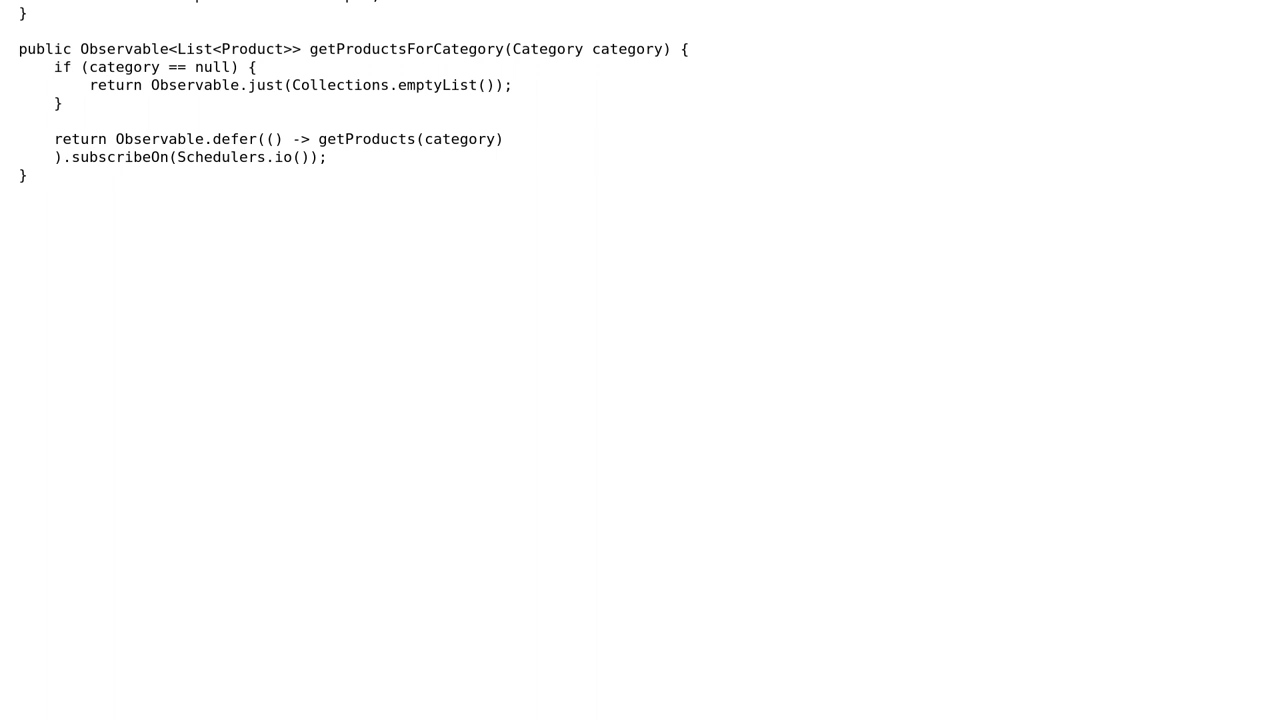 }
public Observable<List<Product>> getProductsForCategory(Category category) {
    if (category == null) {
        return Observable.just(Collections.emptyList());
    }
    return Observable.defer(() -> getProducts(category)
    ).subscribeOn(Schedulers.io());
}